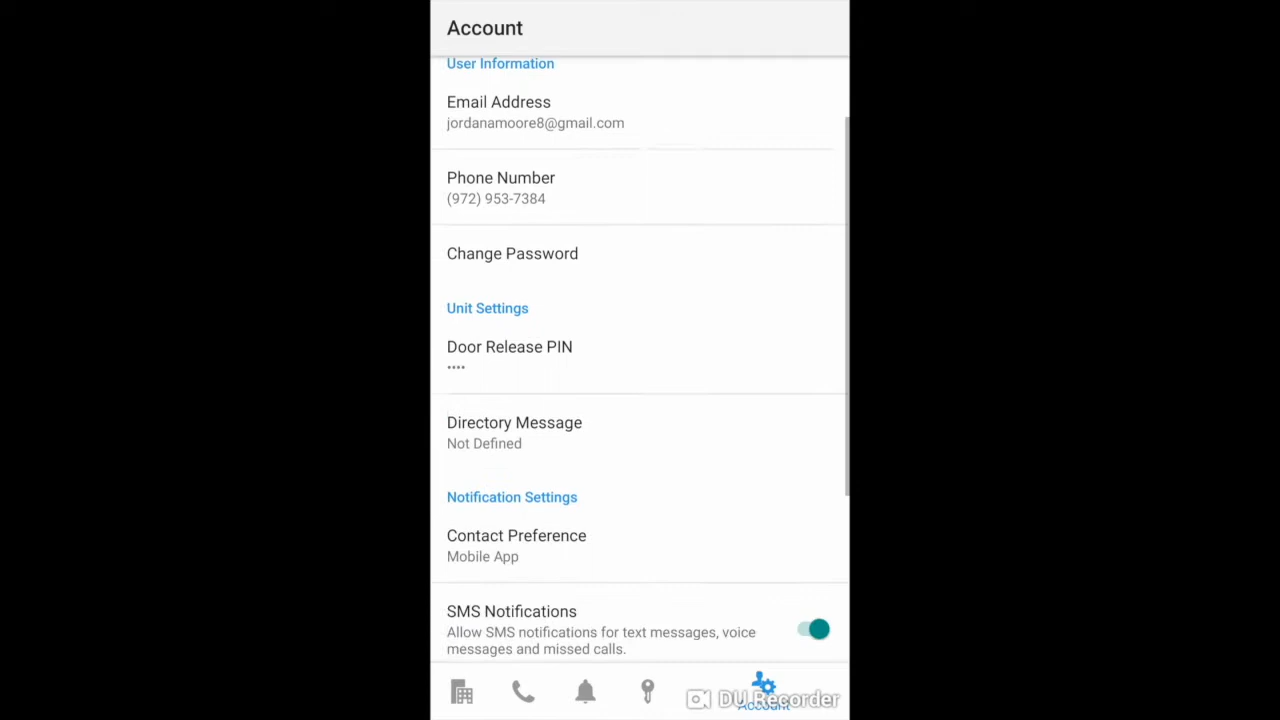 Account
User Information
Email Address
jordanamoore8@gmail.com
Phone Number
(972) 953-7384
Change Password
Unit Settings
Door Release PIN
••••
Directory Message
Not Defined
Notification Settings
Contact Preference
Mobile App
SMS Notifications
Allow SMS notifications for text messages, voice
messages and missed calls.
DU Recorder
Account